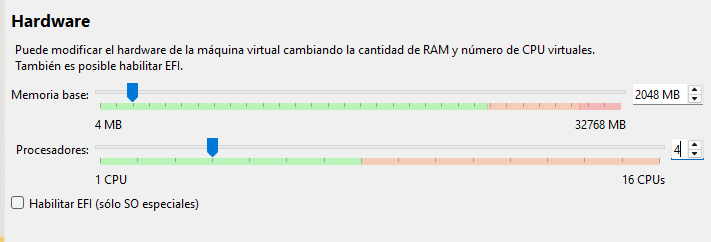 Hardware
Puede modificar el hardware de la máquina virtual cambiando la cantidad de RAM y número de CPU virtuales.
También es posible habilitar EFI.
Memoria base: 2048 MB
4 MB 32768 MB
Procesadores: 4
1 CPU 16 CPUs
Habilitar EFI (sólo SO especiales)